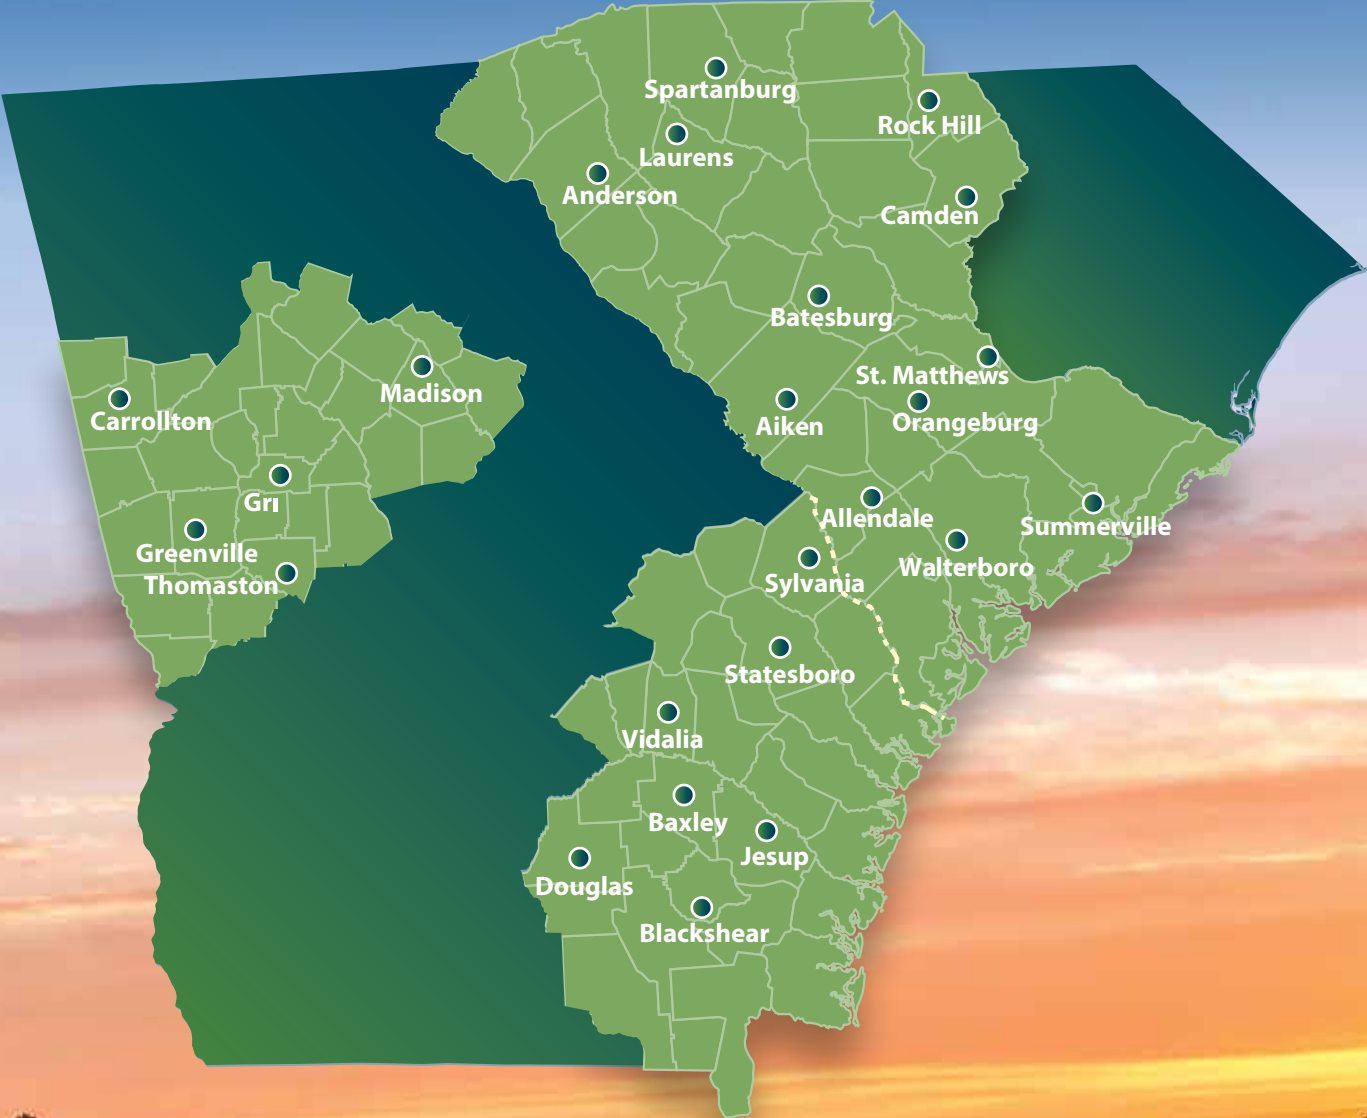 Spartanburg
Rock Hill
Laurens
Anderson
Camden
Batesburg
St. Matthews
Madison
Carrollton
Aiken
Orangeburg
Gri
Allendale
Summerville
Greenville
Walterboro
Thomaston
Sylvania
Statesboro
Vidalia
Baxley
Jesup
Douglas
Blackshear